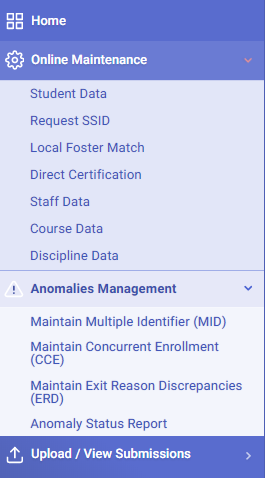 Home
Online Maintenance
Student Data
Request SSID
Local Foster Match
Direct Certification
Staff Data
Course Data
Discipline Data
Anomalies Management
Maintain Multiple Identifier (MID)
Maintain Concurrent Enrollment
(CCE)
Maintain Exit Reason Discrepancies
(ERD)
Anomaly Status Report
Upload / View Submissions